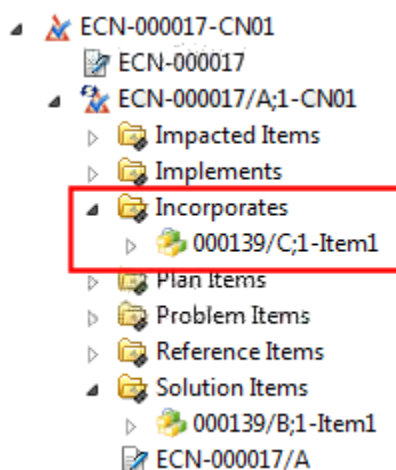 ECN-000017-CN01
ECN-000017
ECN-000017/A;1-CN01
Impacted Items
Implements
Incorporates
000139/C;1-Item1
Plan Items
Problem Items
Reference Items
Solution Items
000139/B;1-Item1
ECN-000017/A